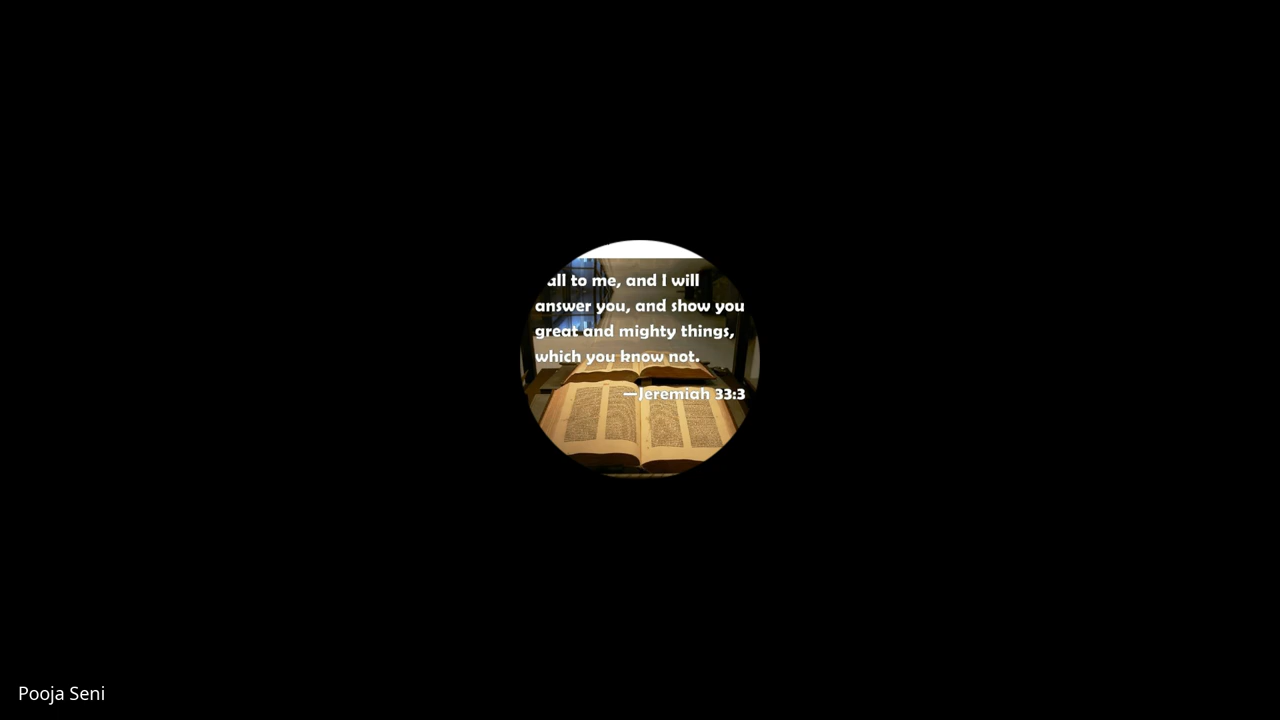 all to me, and I will
answer you, and show you
great and mighty things,
which you know not.
—Jeremiah 33:3
Pooja Seni